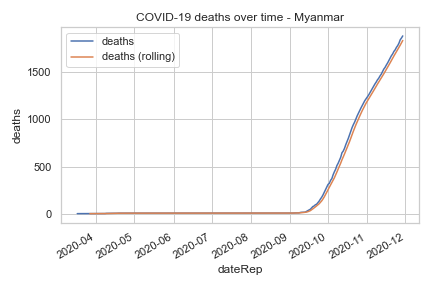 COVID-19 deaths over time - Myanmar
deaths
deaths (rolling)
deaths
1500
1000
500
0
2020-04
2020-05
2020-06
2020-07
2020-08
2020-09
2020-10
2020-11
2020-12
dateRep